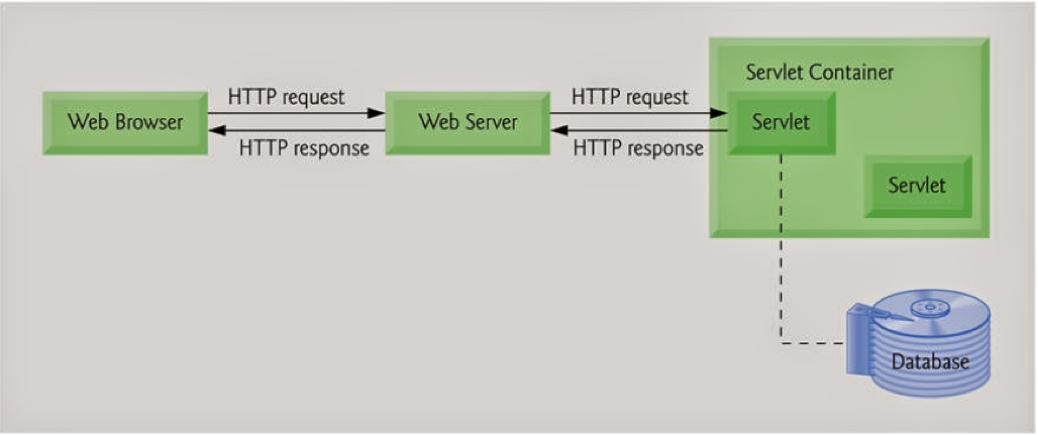 Servlet Container
Web Browser
HTTP request
HTTP response
Web Server
HTTP request
HTTP response
Servlet
Servlet
Database